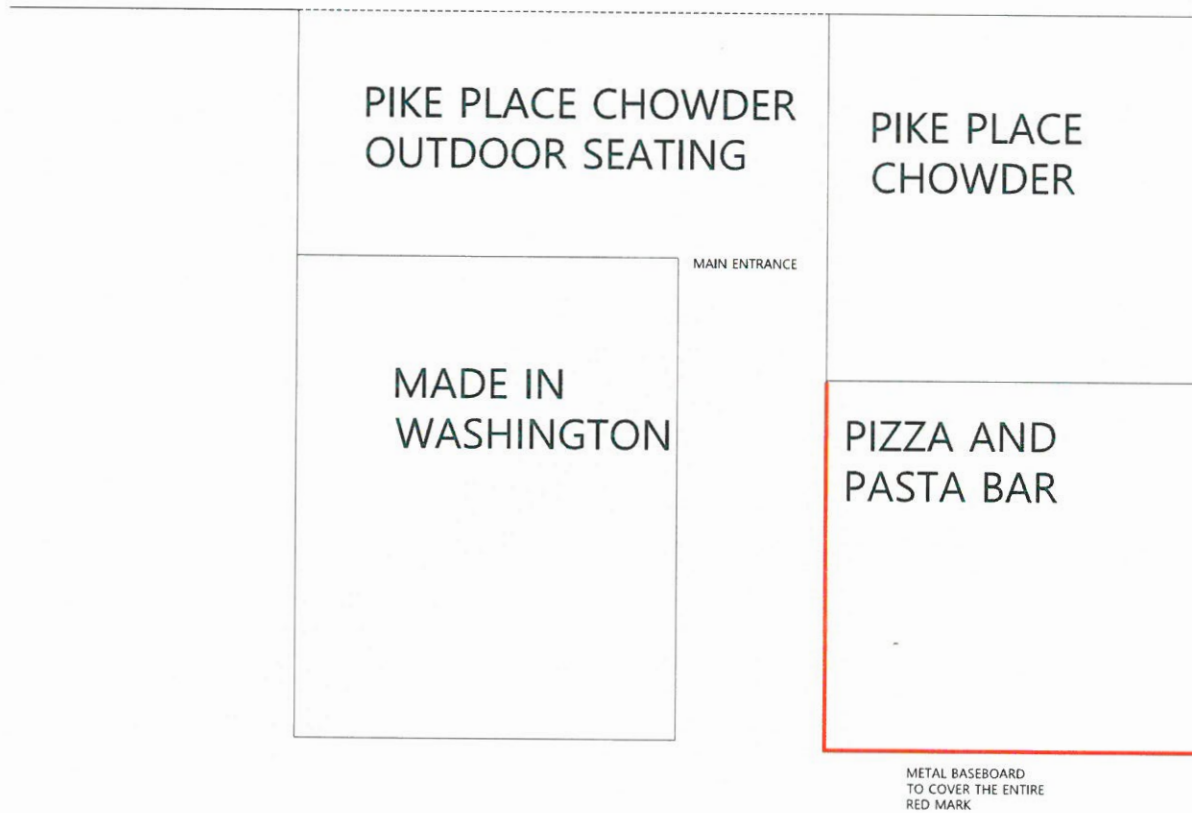 PIKE PLACE CHOWDER
OUTDOOR SEATING
PIKE PLACE
CHOWDER
MAIN ENTRANCE
MADE IN
WASHINGTON
PIZZA AND
PASTA BAR
METAL BASEBOARD
TO COVER THE ENTIRE
RED MARK